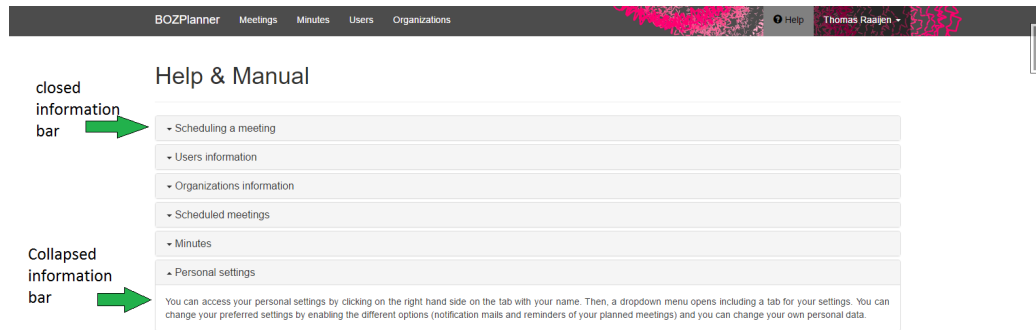 BOZPlanner Meetings Minutes Users Organizations Help Thomas Raaijen
Help & Manual
closed
information
bar
Scheduling a meeting
Users information
Organizations information
Scheduled meetings
Minutes
Collapsed
information
bar
Personal settings
You can access your personal settings by clicking on the right hand side on the tab with your name. Then, a dropdown menu opens including a tab for your settings. You can
change your preferred settings by enabling the different options (notification mails and reminders of your planned meetings) and you can change your own personal data.